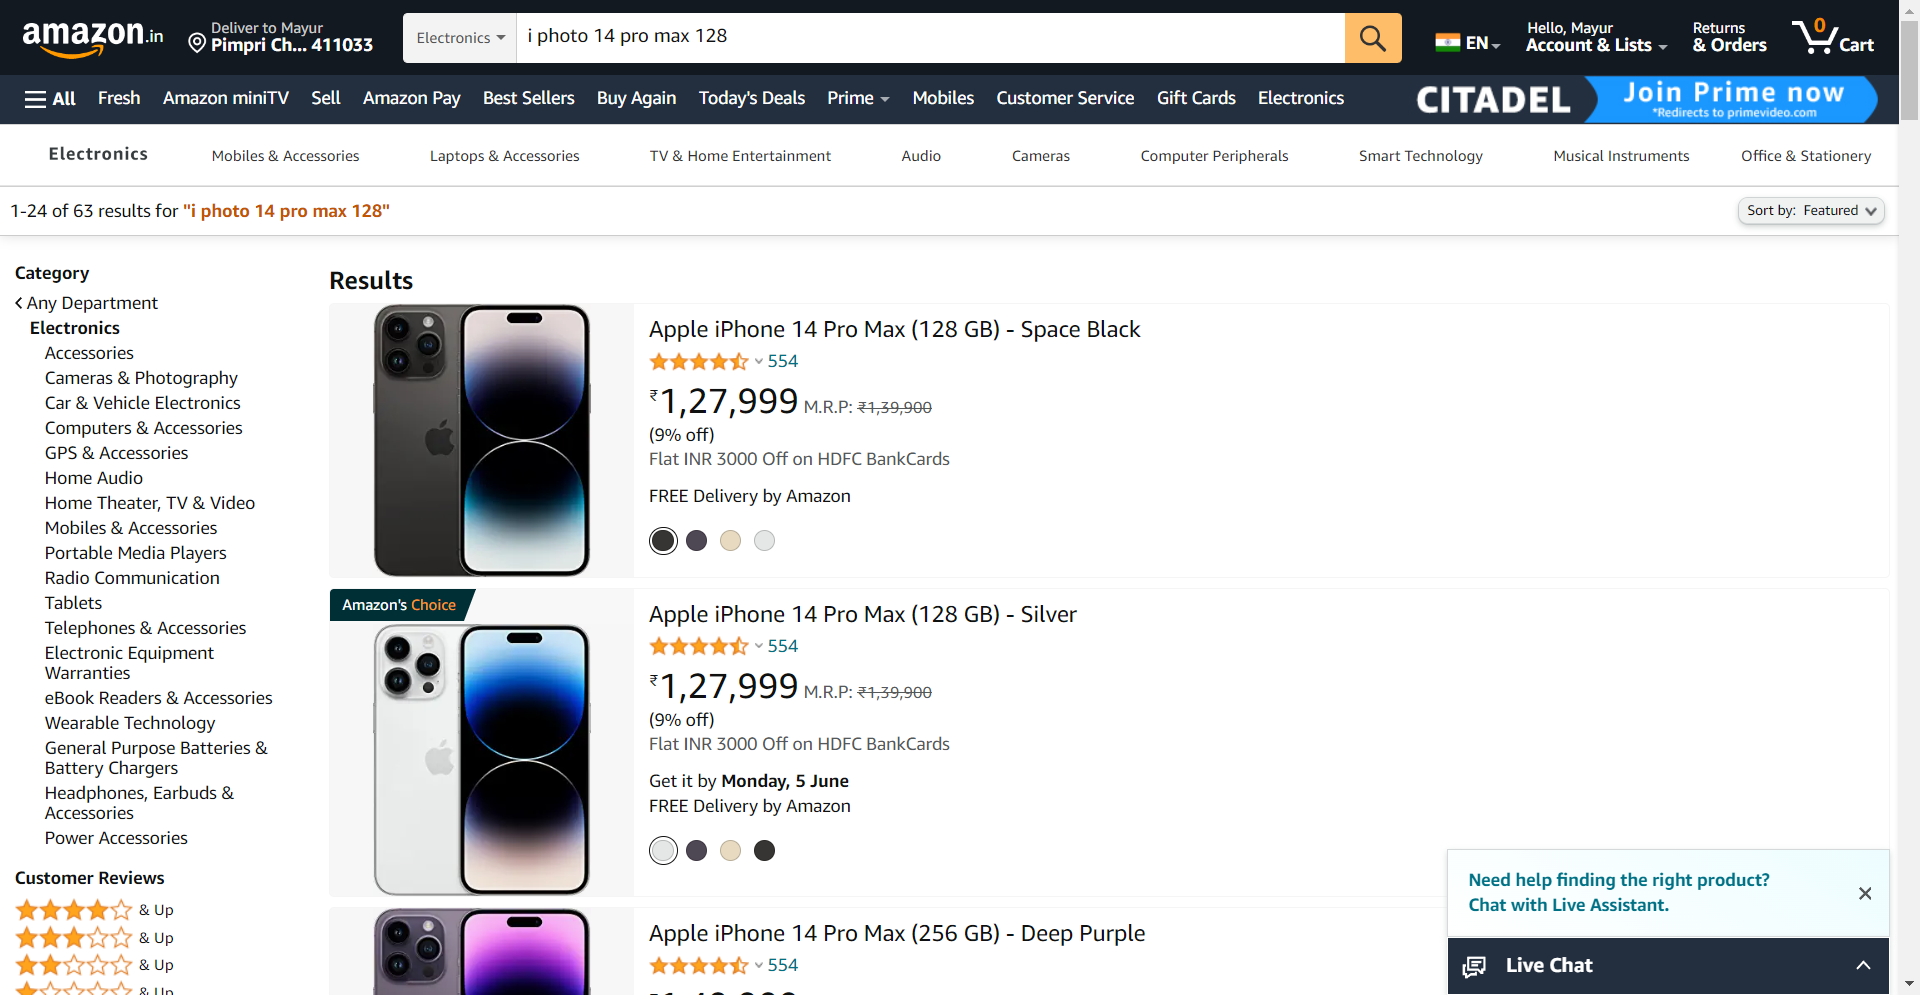 amazon.in
Deliver to Mayur
Pimpri Ch... 411033
Electronics
i photo 14 pro max 128
EN
Hello, Mayur
Account & Lists
Returns
& Orders
0
Cart
All
Fresh
Amazon miniTV
Sell
Amazon Pay
Best Sellers
Buy Again
Today's Deals
Prime
Mobiles
Customer Service
Gift Cards
Electronics
CITADEL
Join Prime now
*Redirects to primevideo.com
Electronics
Mobiles & Accessories
Laptops & Accessories
TV & Home Entertainment
Audio
Cameras
Computer Peripherals
Smart Technology
Musical Instruments
Office & Stationery
1-24 of 63 results for "i photo 14 pro max 128"
Sort by: Featured
Category
Any Department
Electronics
Accessories
Cameras & Photography
Car & Vehicle Electronics
Computers & Accessories
GPS & Accessories
Home Audio
Home Theater, TV & Video
Mobiles & Accessories
Portable Media Players
Radio Communication
Tablets
Telephones & Accessories
Electronic Equipment
Warranties
eBook Readers & Accessories
Wearable Technology
General Purpose Batteries &
Battery Chargers
Headphones, Earbuds &
Accessories
Power Accessories
Customer Reviews
& Up
& Up
& Up
& Up
Results
Apple iPhone 14 Pro Max (128 GB) - Space Black
554
₹1,27,999 M.R.P: ₹1,39,900
(9% off)
Flat INR 3000 Off on HDFC BankCards
FREE Delivery by Amazon
Amazon's Choice
Apple iPhone 14 Pro Max (128 GB) - Silver
554
₹1,27,999 M.R.P: ₹1,39,900
(9% off)
Flat INR 3000 Off on HDFC BankCards
Get it by Monday, 5 June
FREE Delivery by Amazon
Apple iPhone 14 Pro Max (256 GB) - Deep Purple
554
Need help finding the right product?
Chat with Live Assistant.
Live Chat